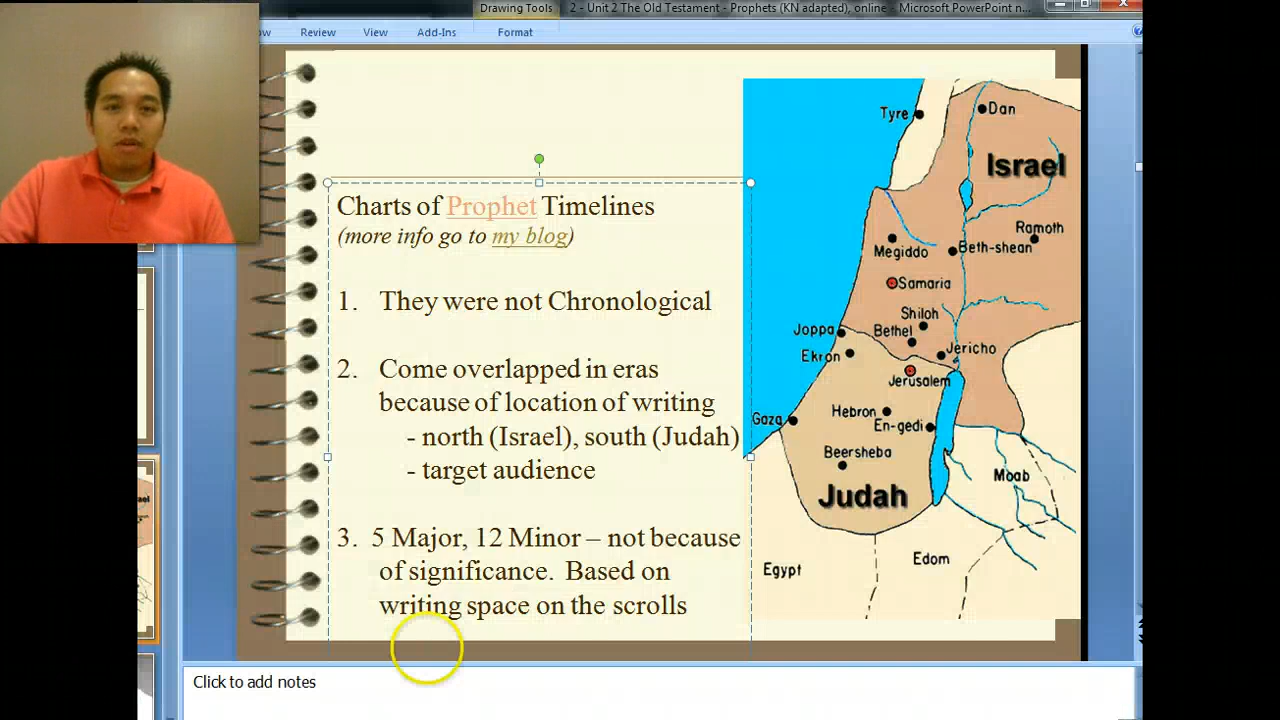 Drawing Tools
2 - Unit 2 The Old Testament - Prophets (KN adapted), online - Microsoft PowerPoint n...
Review View Add-Ins Format
Charts of Prophet Timelines
(more info go to my blog)
1. They were not Chronological
2. Come overlapped in eras
because of location of writing
- north (Israel), south (Judah)
- target audience
3. 5 Major, 12 Minor – not because
of significance. Based on
writing space on the scrolls
Tyre
Dan
Israel
Ramoth
Megiddo
Beth-shean
Samaria
Shiloh
Joppa
Bethel
Ekron
Jericho
Jerusalem
Hebron
Gaza
En-gedi
Beersheba
Moab
Judah
Edom
Egypt
Click to add notes